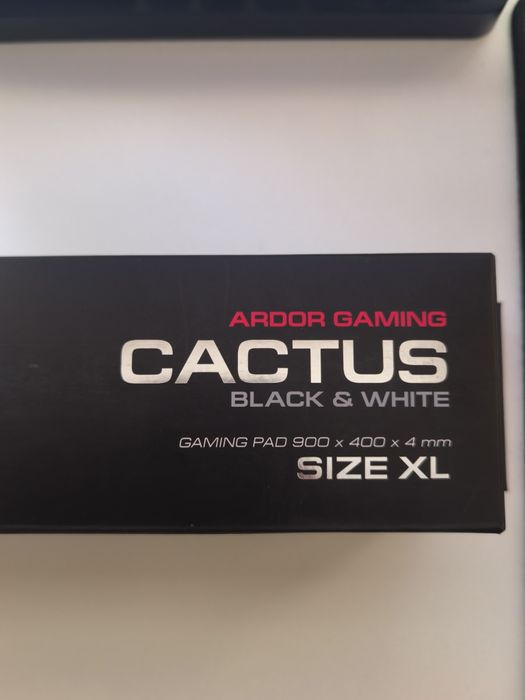 ARDOR GAMING
CACTUS
BLACK & WHITE
GAMING PAD 900 x 400 x 4 mm
SIZE XL